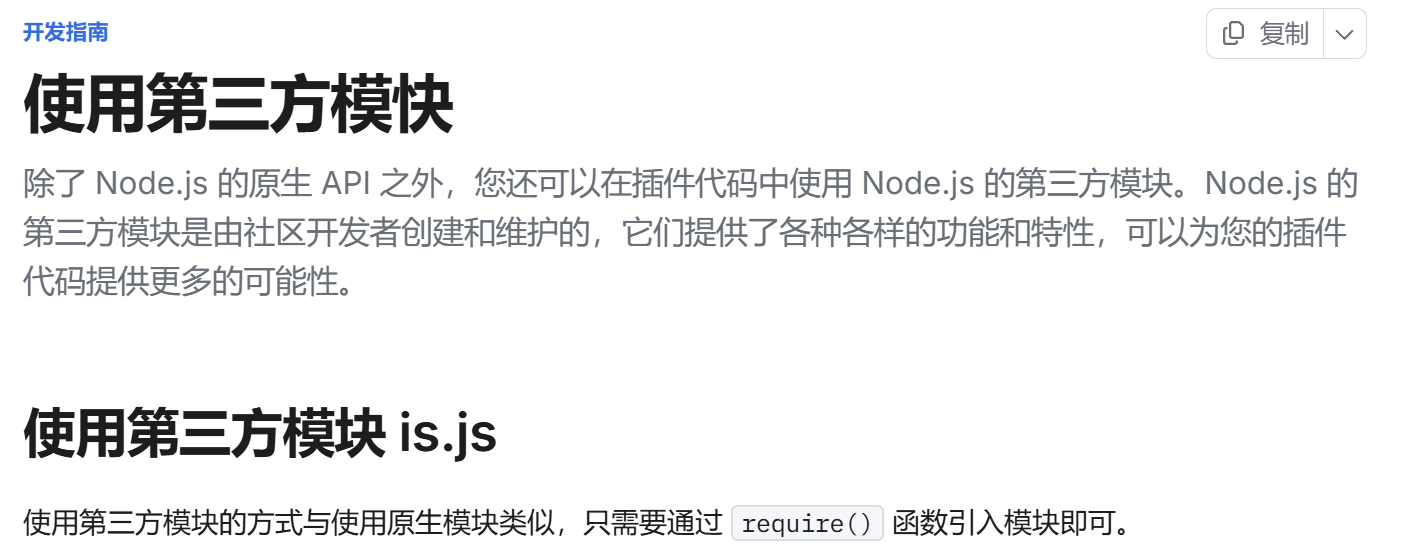 开发指南
复制
使用第三方模快
除了 Node.js 的原生 API 之外，您还可以在插件代码中使用 Node.js 的第三方模块。Node.js 的
第三方模块是由社区开发者创建和维护的，它们提供了各种各样的功能和特性，可以为您的插件
代码提供更多的可能性。
使用第三方模块 is.js
使用第三方模块的方式与使用原生模块类似，只需要通过 require() 函数引入模块即可。